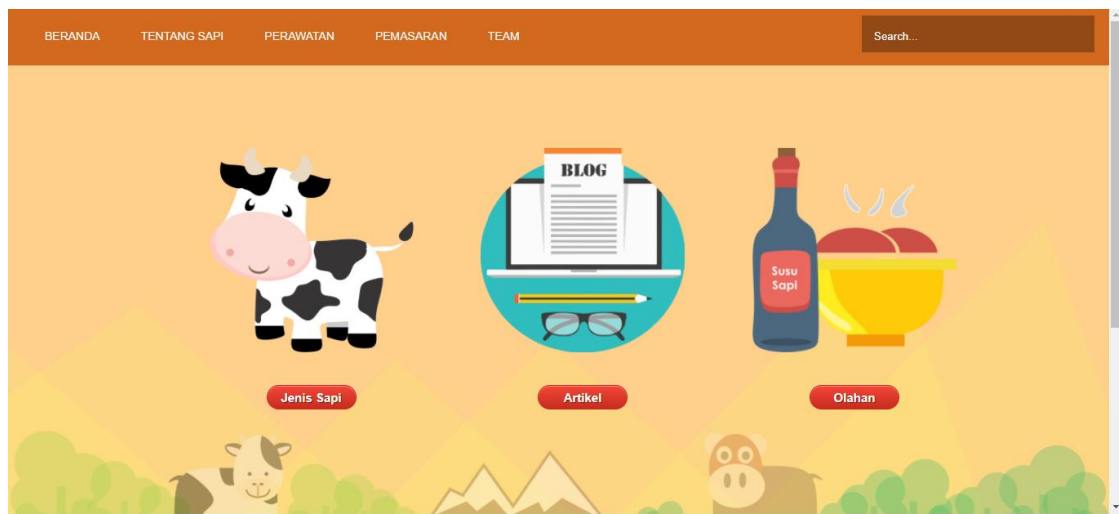 BERANDA TENTANG SAPI PERAWATAN PEMASARAN TEAM Search...
BLOG
Susu
Sapi
Jenis Sapi Artikel Olahan